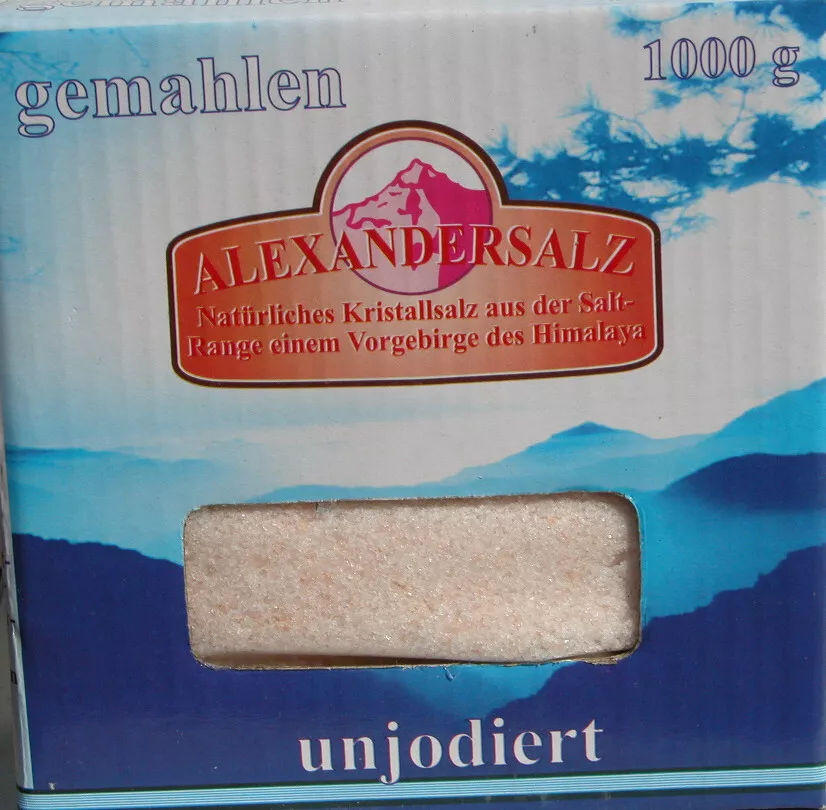 gemahlen
1000 g
ALEXANDERSALZ
Natürliches Kristallsalz aus der Salt-
Range einem Vorgebirge des Himalaya
unjodiert